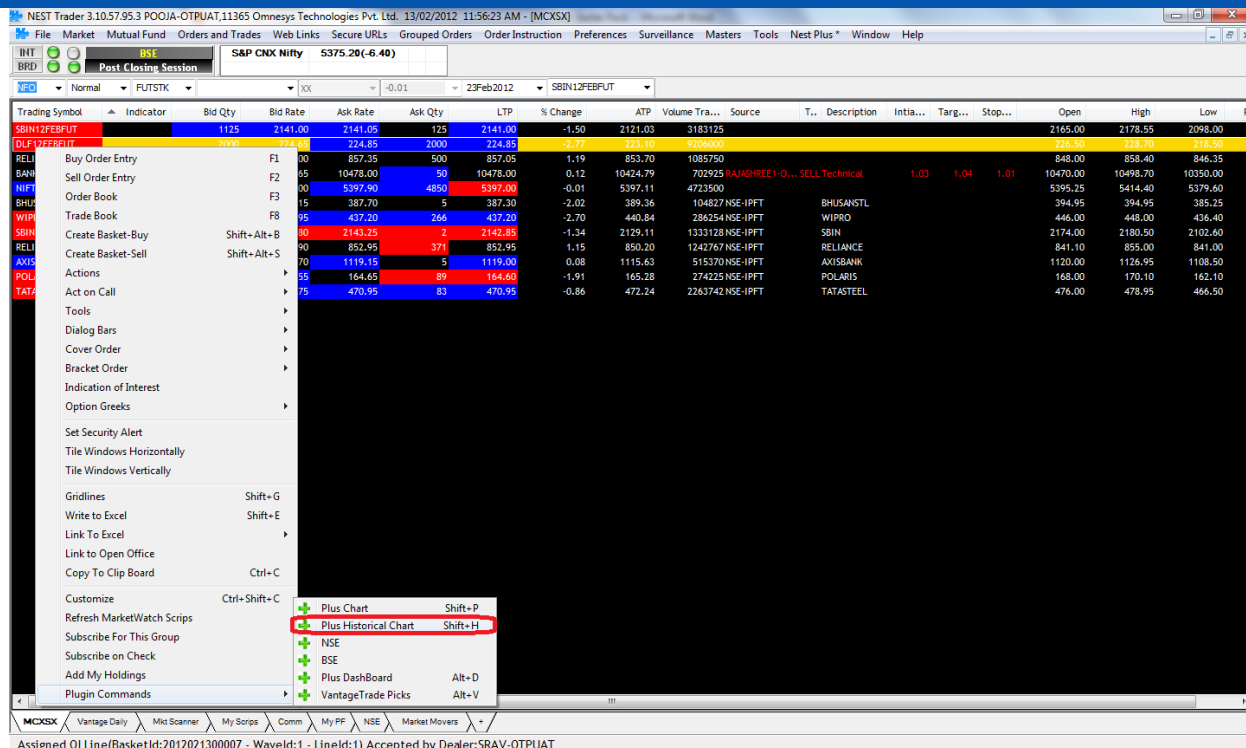 NEST Trader 3.10.57.95.3 POOJA-OTPUAT,11365 Omnesys Technologies Pvt. Ltd. 13/02/2012 11:56:23 AM - [MCXSX]
File Market Mutual Fund Orders and Trades Web Links Secure URLs Grouped Orders Order Instruction Preferences Surveillance Masters Tools Nest Plus* Window Help
INT BSE S&P CNX Nifty 5375.20(-6.40)
BRD Post Closing Session
NFO Normal FUTSTK XX -0.01 23Feb2012 SBIN12FEBFUT
Trading Symbol Indicator Bid Qty Bid Rate Ask Rate Ask Qty LTP % Change ATP Volume Tra... Source T.. Description Intia... Targ... Stop... Open High Low
SBIN12FEBFUT 1125 2141.00 2141.05 125 2141.00 -1.50 2121.03 3183125 2165.00 2178.55 2098.00
DLF12FEBFUT 2000 224.65 224.85 2000 224.85 -2.77 223.10 9206000 226.50 228.70 218.50
RELI 00 857.35 500 857.05 1.19 853.70 1085750 848.00 858.40 846.35
BANK 65 10478.00 50 10478.00 0.12 10424.79 702925 RAJASHREE1-O... SELL Technical 1.03 1.04 1.01 10470.00 10498.70 10350.00
NIFT 00 5397.90 4850 5397.00 -0.01 5397.11 4723500 5395.25 5414.40 5379.60
BHUS 15 387.70 5 387.30 -2.02 389.36 104827 NSE-IPFT BHUSANSTL 394.95 394.95 385.25
WIPR 95 437.20 266 437.20 -2.70 440.84 286254 NSE-IPFT WIPRO 446.00 448.00 436.40
SBIN 80 2143.25 2 2142.85 -1.34 2129.11 1333128 NSE-IPFT SBIN 2174.00 2180.50 2102.60
RELI 90 852.95 371 852.95 1.15 850.20 1242767 NSE-IPFT RELIANCE 841.10 855.00 841.00
AXIS 70 1119.15 5 1119.00 0.08 1115.63 515370 NSE-IPFT AXISBANK 1120.00 1126.95 1108.50
POLA 55 164.65 89 164.60 -1.91 165.28 274225 NSE-IPFT POLARIS 168.00 170.10 162.10
TATA 75 470.95 83 470.95 -0.86 472.24 2263742 NSE-IPFT TATASTEEL 476.00 478.95 466.50
Buy Order Entry F1
Sell Order Entry F2
Order Book F3
Trade Book F8
Create Basket-Buy Shift+Alt+B
Create Basket-Sell Shift+Alt+S
Actions
Act on Call
Tools
Dialog Bars
Cover Order
Bracket Order
Indication of Interest
Option Greeks
Set Security Alert
Tile Windows Horizontally
Tile Windows Vertically
Gridlines Shift+G
Write to Excel Shift+E
Link To Excel
Link to Open Office
Copy To Clip Board Ctrl+C
Customize Ctrl+Shift+C
Refresh MarketWatch Scrips
Subscribe For This Group
Subscribe on Check
Add My Holdings
Plugin Commands
Plus Chart Shift+P
Plus Historical Chart Shift+H
NSE
BSE
Plus DashBoard Alt+D
VantageTrade Picks Alt+V
MCXSX Vantage Daily Mkt Scanner My Scrips Comm My PF NSE Market Movers +
Assigned OLLine(BasketId:2012021300007 - WaveId:1 - LineId:1) Accepted by Dealer:SRAV-OTPUAT